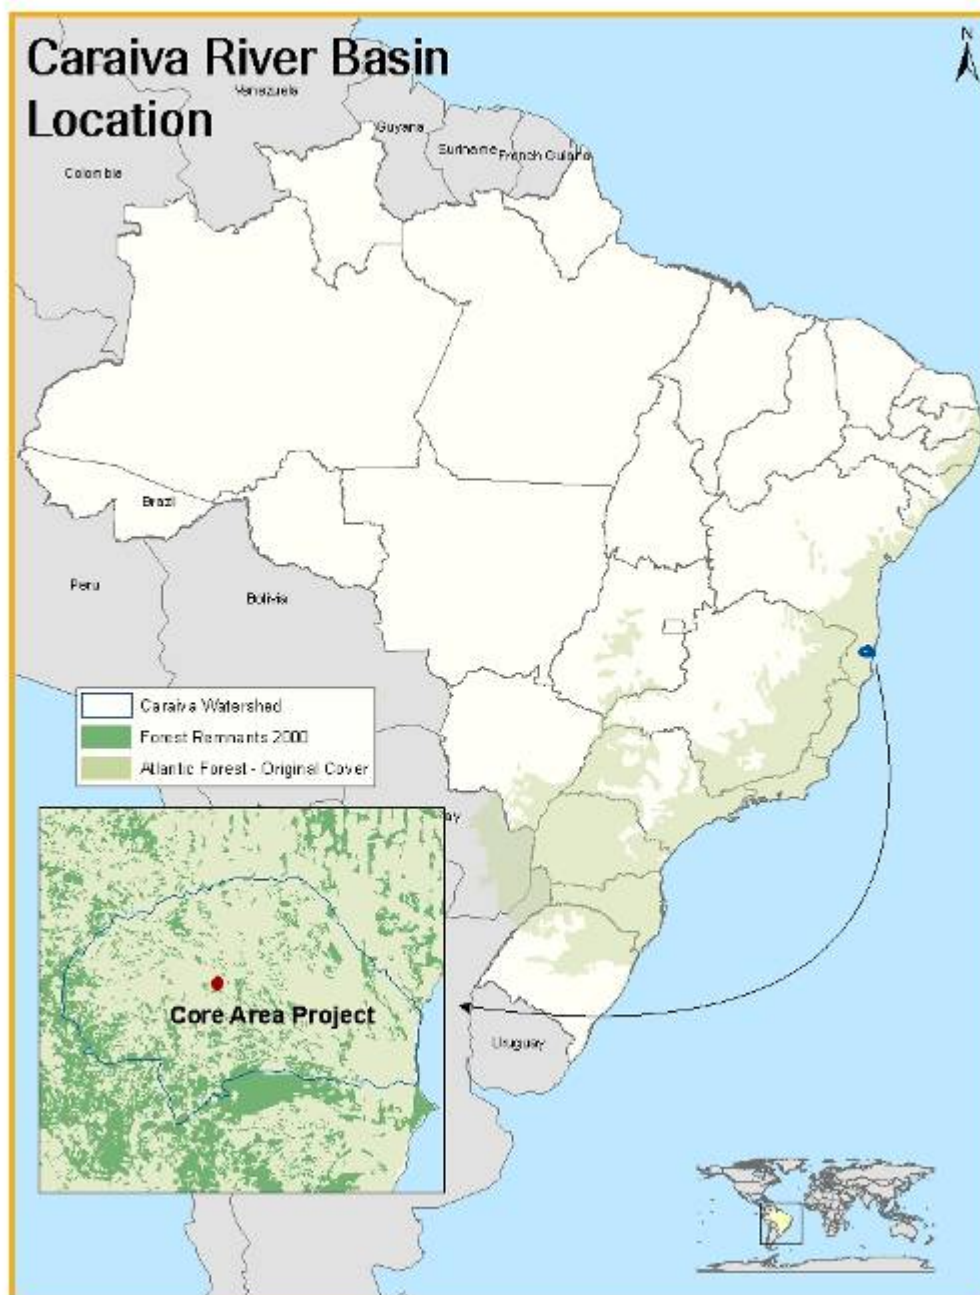 Caraiva River Basin
Location
N
Venezuela
Guyana
Suriname
French Guiana
Colombia
Brazil
Peru
Bolivia
Caraiva Watershed
Forest Remnants 2000
Atlantic Forest - Original Cover
ay
Core Area Project
Uruguay